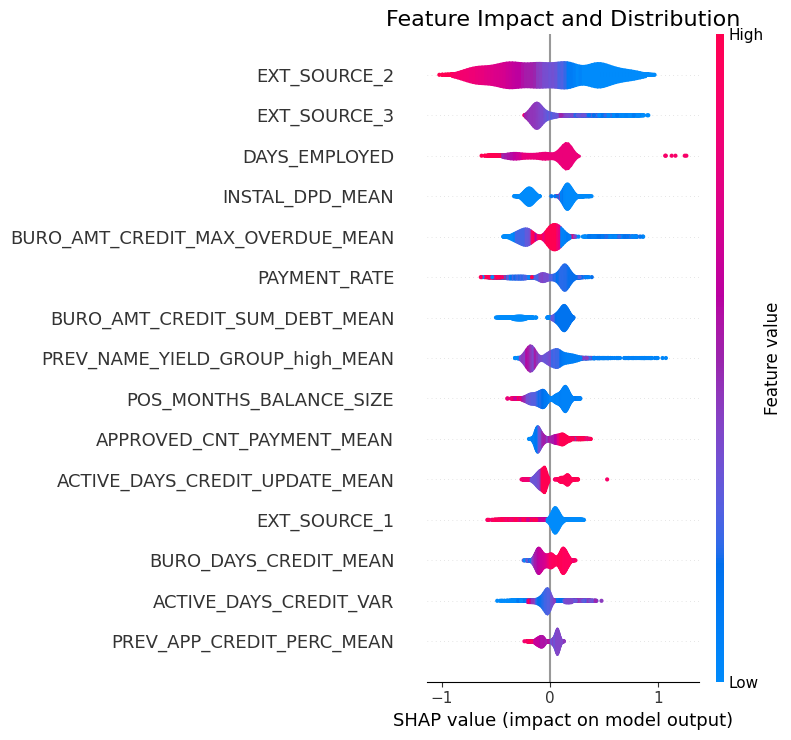 Feature Impact and Distribution
High
EXT_SOURCE_2
EXT_SOURCE_3
DAYS_EMPLOYED
INSTAL_DPD_MEAN
BURO_AMT_CREDIT_MAX_OVERDUE_MEAN
PAYMENT_RATE
BURO_AMT_CREDIT_SUM_DEBT_MEAN
PREV_NAME_YIELD_GROUP_high_MEAN
POS_MONTHS_BALANCE_SIZE
APPROVED_CNT_PAYMENT_MEAN
ACTIVE_DAYS_CREDIT_UPDATE_MEAN
EXT_SOURCE_1
BURO_DAYS_CREDIT_MEAN
ACTIVE_DAYS_CREDIT_VAR
PREV_APP_CREDIT_PERC_MEAN
Feature value
Low
−1 0 1
SHAP value (impact on model output)